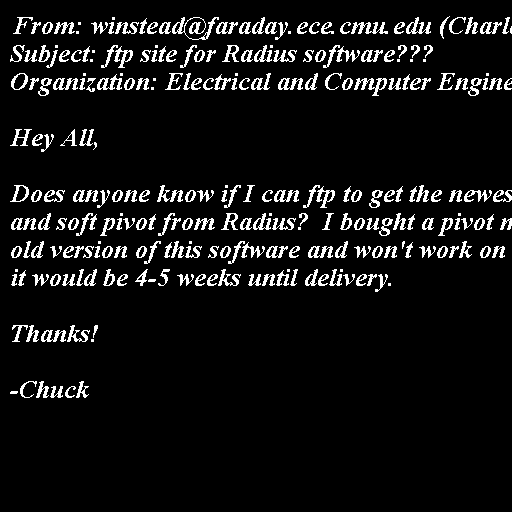 From: winstead@faraday.ece.cmu.edu (Charl
Subject: ftp site for Radius software???
Organization: Electrical and Computer Engine
Hey All,
Does anyone know if I can ftp to get the newes
and soft pivot from Radius?  I bought a pivot m
old version of this software and won't work on
it would be 4-5 weeks until delivery.
Thanks!
-Chuck